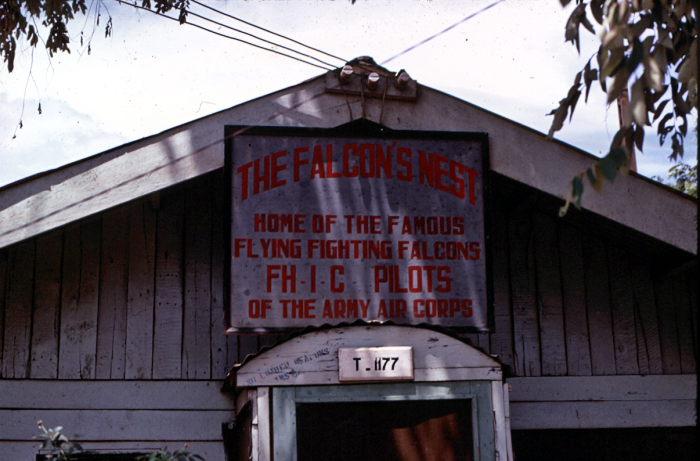 THE FALCON'S NEST
HOME OF THE FAMOUS
FLYING FIGHTING FALCONS
FH-1-C PILOTS
OF THE ARMY AIR CORPS
T-1177